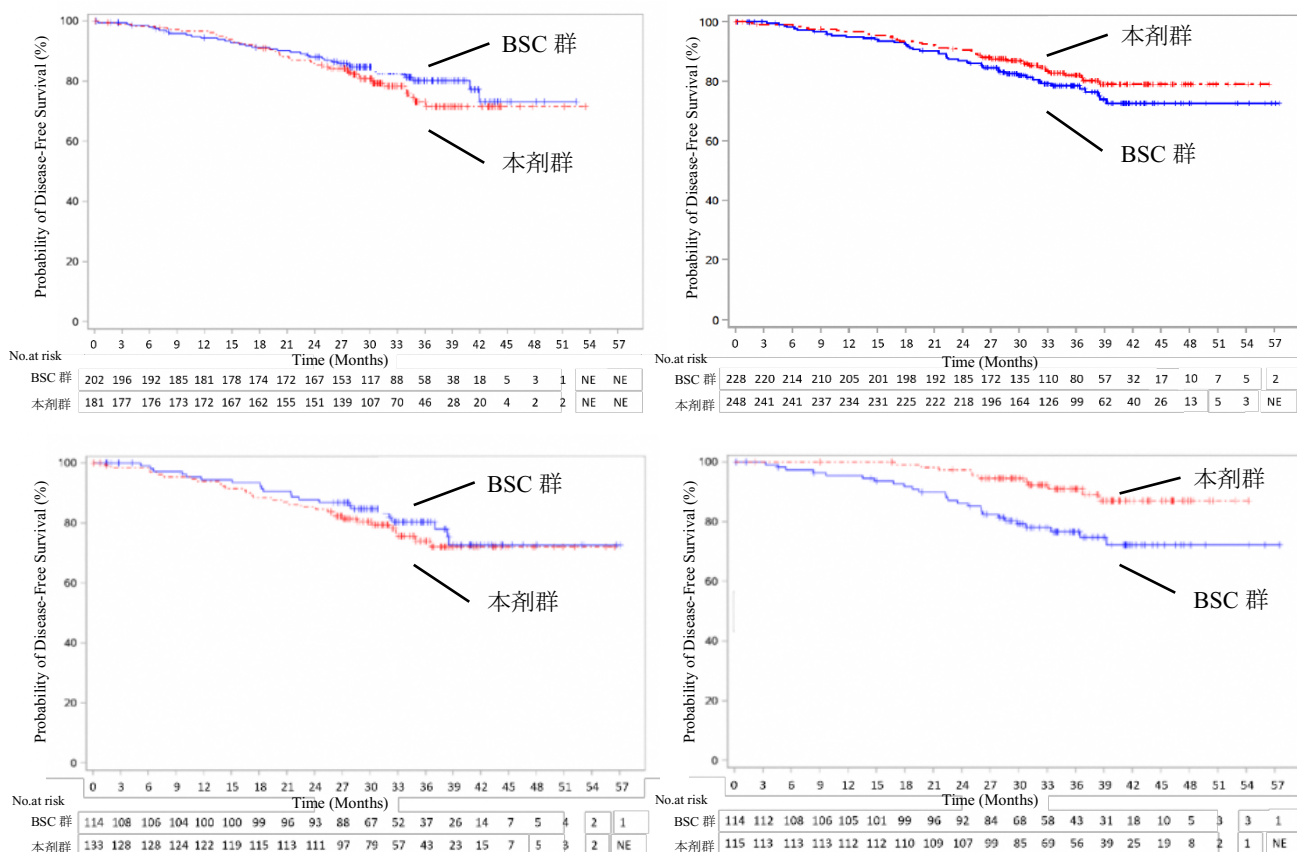 Probability of Disease-Free Survival (%)
100
80
60
40
20
0
BSC 群
本剤群
0 3 6 9 12 15 18 21 24 27 30 33 36 39 42 45 48 51 54 57
Time (Months)
No.at risk
BSC 群 202 196 192 185 181 178 174 172 167 153 117 88 58 38 18 5 3 1 NE NE
本剤群 181 177 176 173 172 167 162 155 151 139 107 70 46 28 20 4 2 2 NE NE
Probability of Disease-Free Survival (%)
100
80
60
40
20
0
本剤群
BSC 群
0 3 6 9 12 15 18 21 24 27 30 33 36 39 42 45 48 51 54 57
Time (Months)
No.at risk
BSC 群 228 220 214 210 205 201 198 192 185 172 135 110 80 57 32 17 10 7 5 2
本剤群 248 241 241 237 234 231 225 222 218 196 164 126 99 62 40 26 13 5 3 NE
Probability of Disease-Free Survival (%)
100
80
60
40
20
0
BSC 群
本剤群
0 3 6 9 12 15 18 21 24 27 30 33 36 39 42 45 48 51 54 57
Time (Months)
No.at risk
BSC 群 114 108 106 104 100 100 99 96 93 88 67 52 37 26 14 7 5 4 2 1
本剤群 133 128 128 124 122 119 115 113 111 97 79 57 43 23 15 7 5 3 2 NE
Probability of Disease-Free Survival (%)
100
80
60
40
20
0
本剤群
BSC 群
0 3 6 9 12 15 18 21 24 27 30 33 36 39 42 45 48 51 54 57
Time (Months)
No.at risk
BSC 群 114 112 108 106 105 101 99 96 92 84 68 58 43 31 18 10 5 3 3 1
本剤群 115 113 113 113 112 112 110 109 107 99 85 69 56 39 25 19 8 2 1 NE